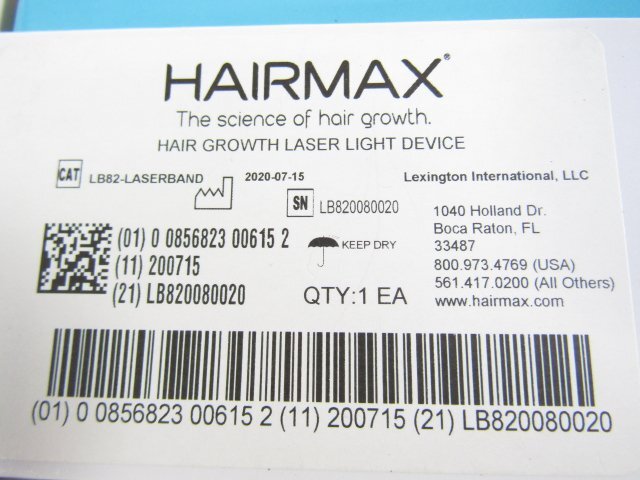 HAIRMAX®
The science of hair growth.
HAIR GROWTH LASER LIGHT DEVICE
CAT LB82-LASERBAND 2020-07-15 Lexington International, LLC
SN LB820080020
1040 Holland Dr.
Boca Raton, FL
33487
800.973.4769 (USA)
561.417.0200 (All Others)
www.hairmax.com
(01) 0 0856823 00615 2
(11) 200715
(21) LB820080020
KEEP DRY
QTY:1 EA
(01) 0 0856823 00615 2 (11) 200715 (21) LB820080020